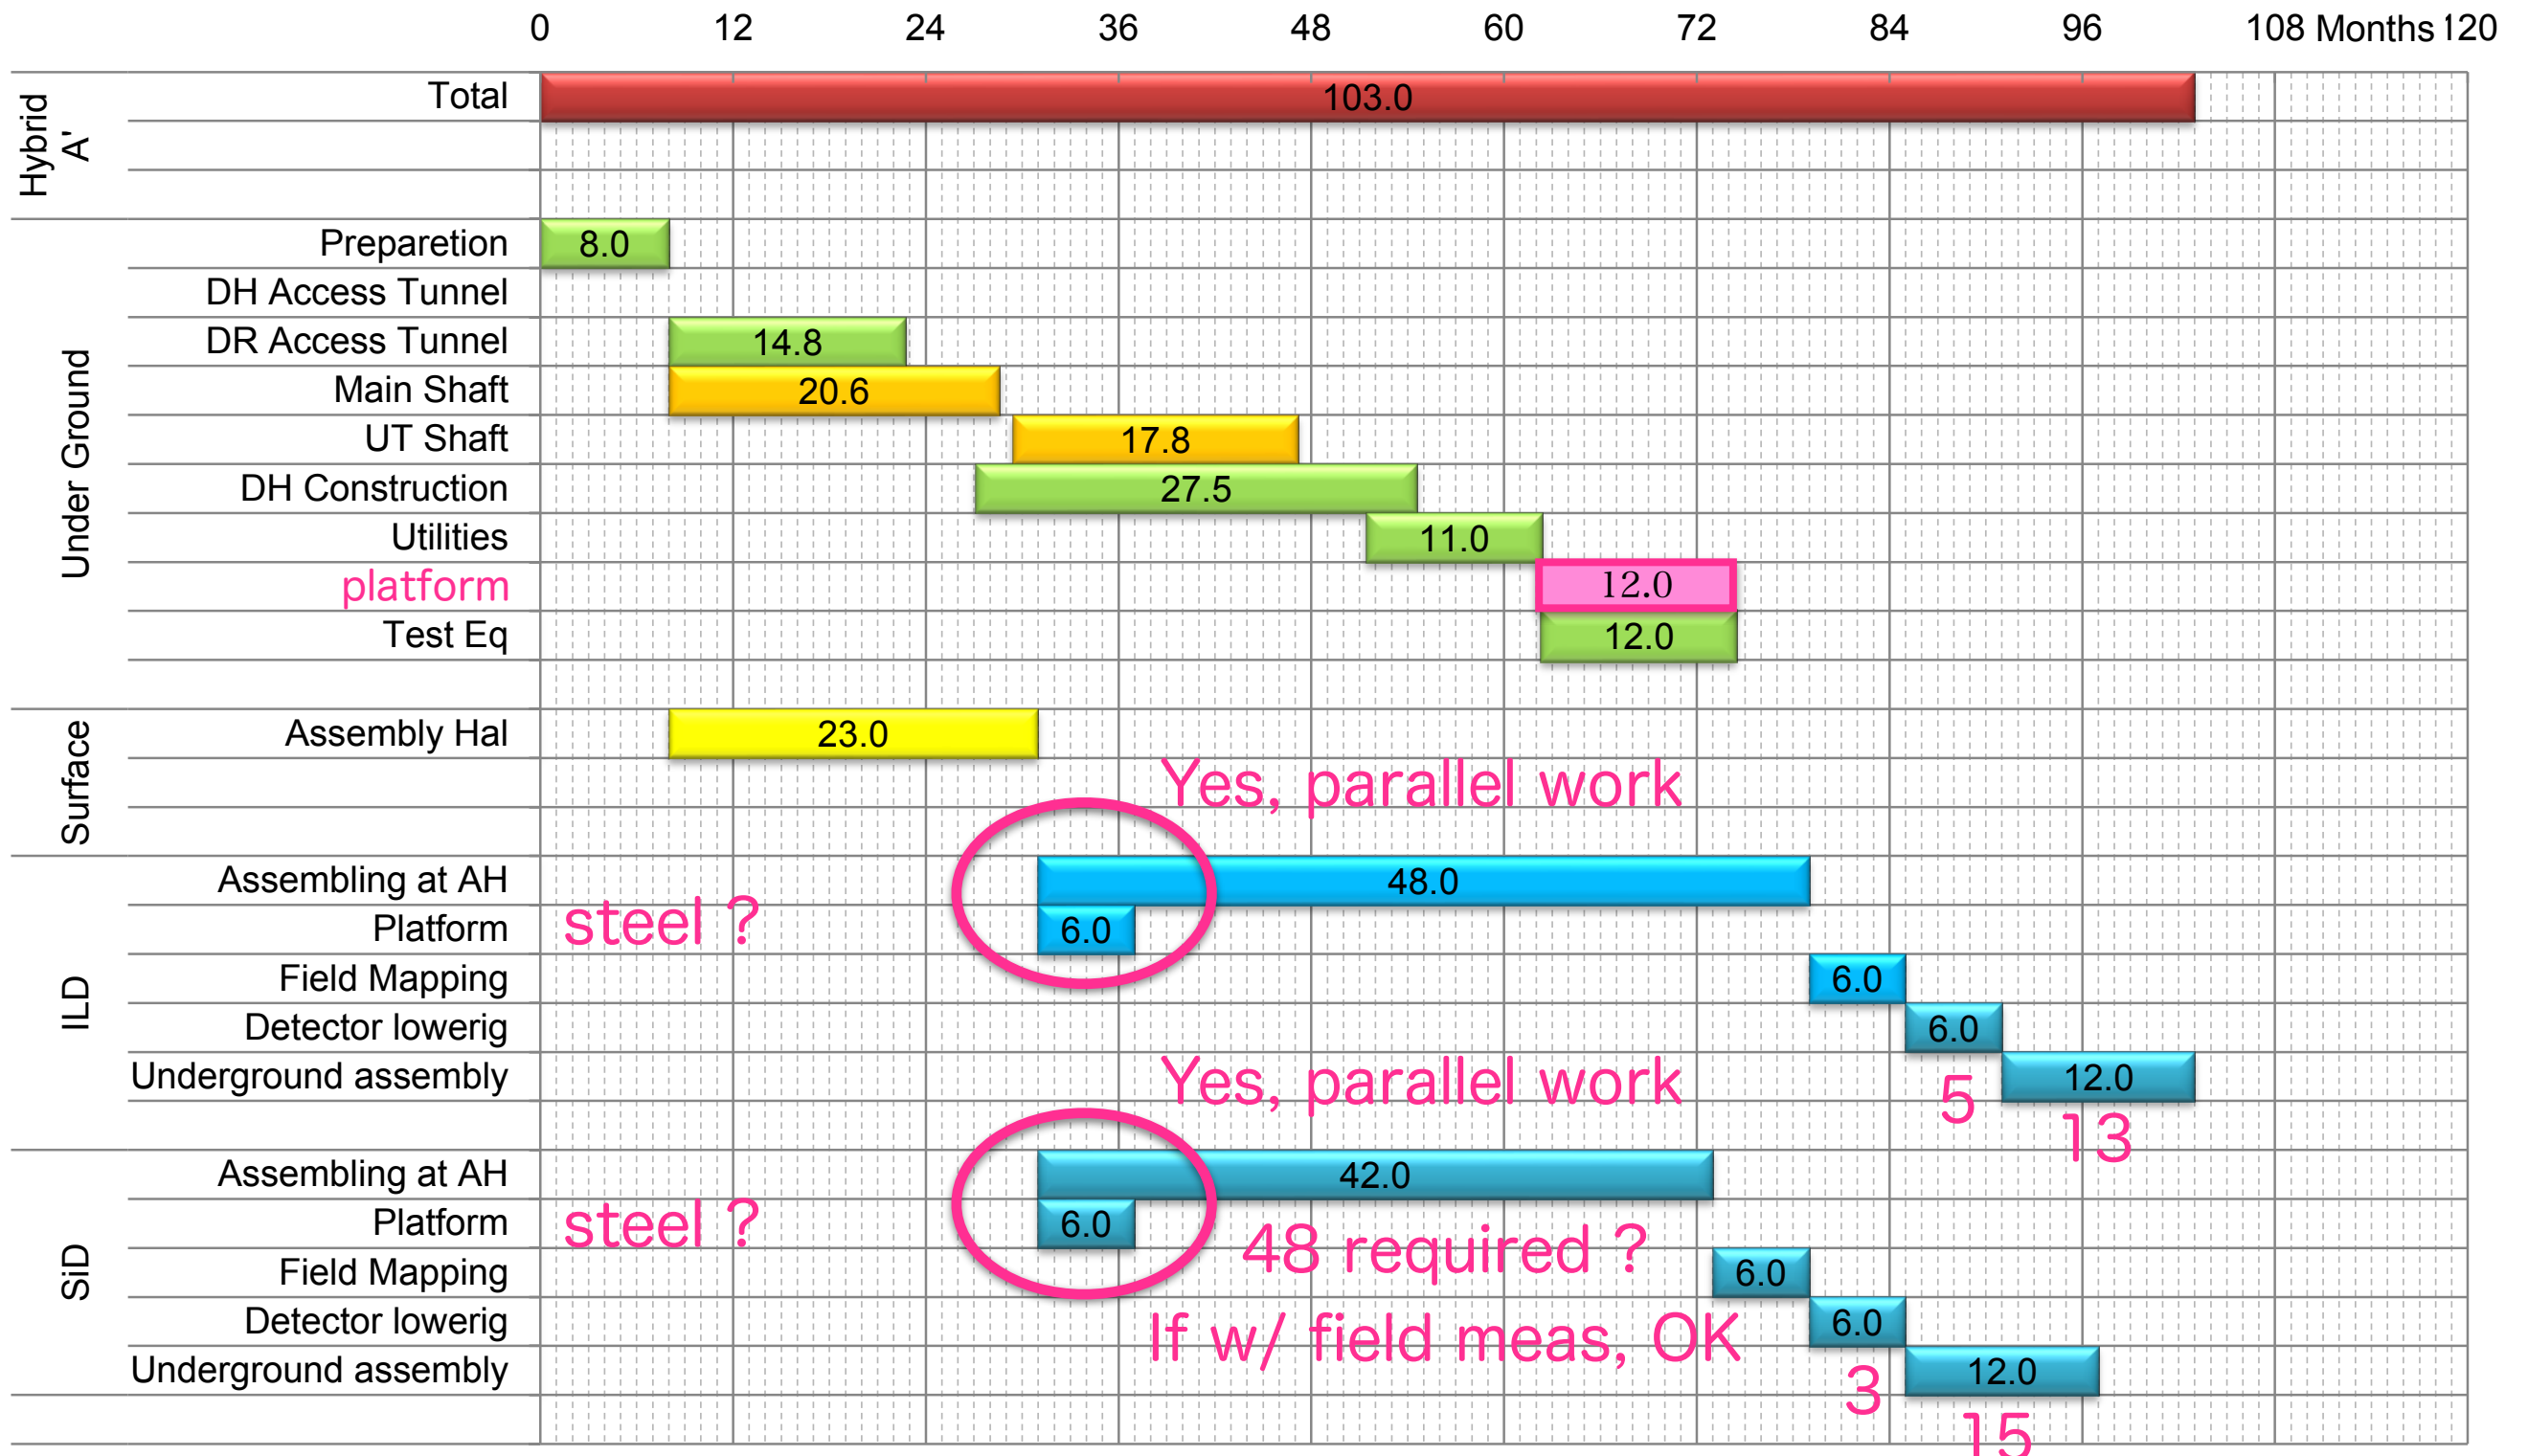 0 12 24 36 48 60 72 84 96 108 Months 120
Hybrid
A'
Total 103.0
Under Ground
Preparetion 8.0
DH Access Tunnel
DR Access Tunnel 14.8
Main Shaft 20.6
UT Shaft 17.8
DH Construction 27.5
Utilities 11.0
platform 12.0
Test Eq 12.0
Surface
Assembly Hal 23.0
Yes, parallel work
ILD
Assembling at AH 48.0
steel ?
Platform 6.0
Field Mapping 6.0
Detector lowerig 6.0
Underground assembly 12.0
5
13
Yes, parallel work
SiD
Assembling at AH 42.0
steel ?
Platform 6.0
48 required ?
Field Mapping 6.0
If w/ field meas, OK
Detector lowerig 6.0
Underground assembly 12.0
3
15